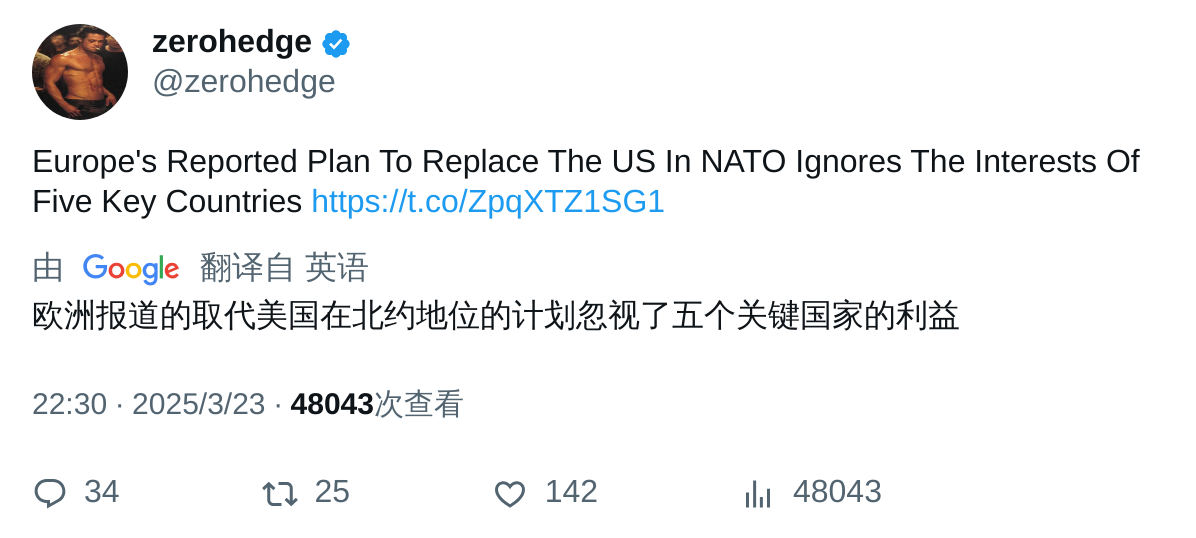 zerohedge
@zerohedge
Europe's Reported Plan To Replace The US In NATO Ignores The Interests Of
Five Key Countries https://t.co/ZpqXTZ1SG1
由 Google 翻译自 英语
欧洲报道的取代美国在北约地位的计划忽视了五个关键国家的利益
22:30 · 2025/3/23 · 48043次查看
34 25 142 48043